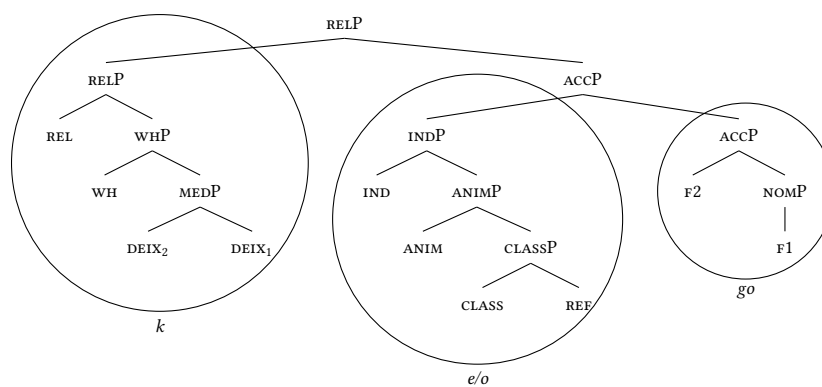 RELP
RELP ACCP
REL WHP INDP ACCP
WH MEDP IND ANIMP F2 NOMP
DEIX2 DEIX1 ANIM CLASSP F1
CLASS REF go
k
e/o